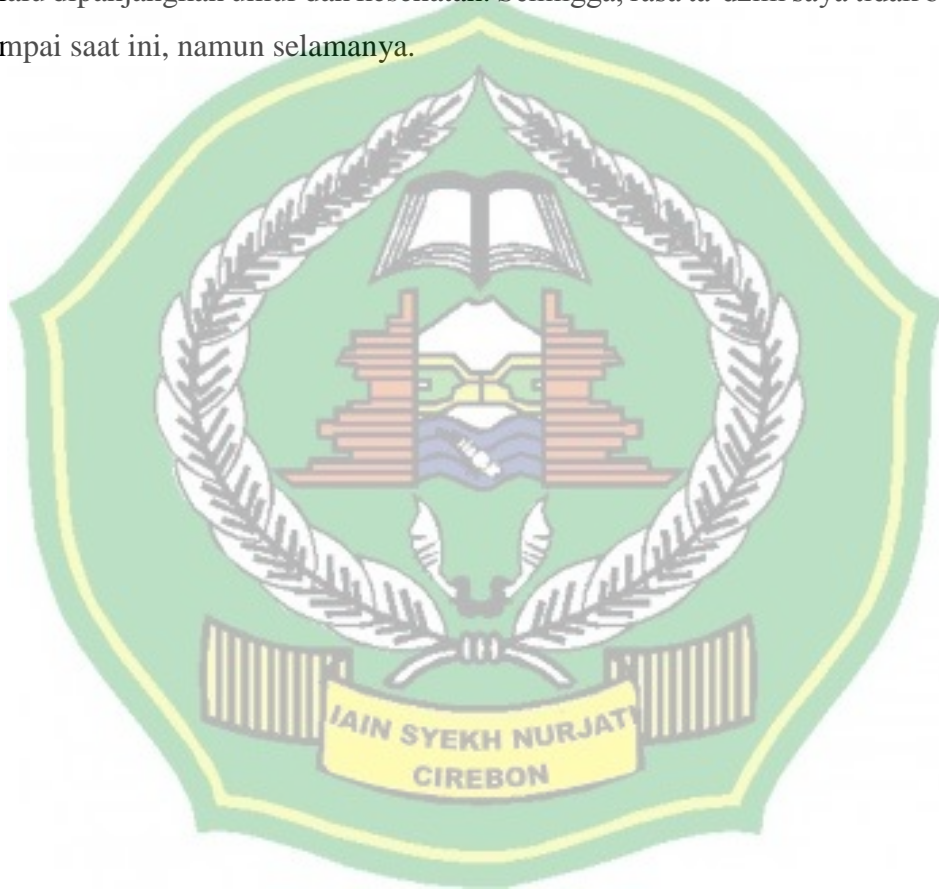 alu dipanjangkan umur dan kesehatan. Sehingga, rasa ta'dzim saya tidak
mpai saat ini, namun selamanya.
IAIN SYEKH NURJATI
CIREBON